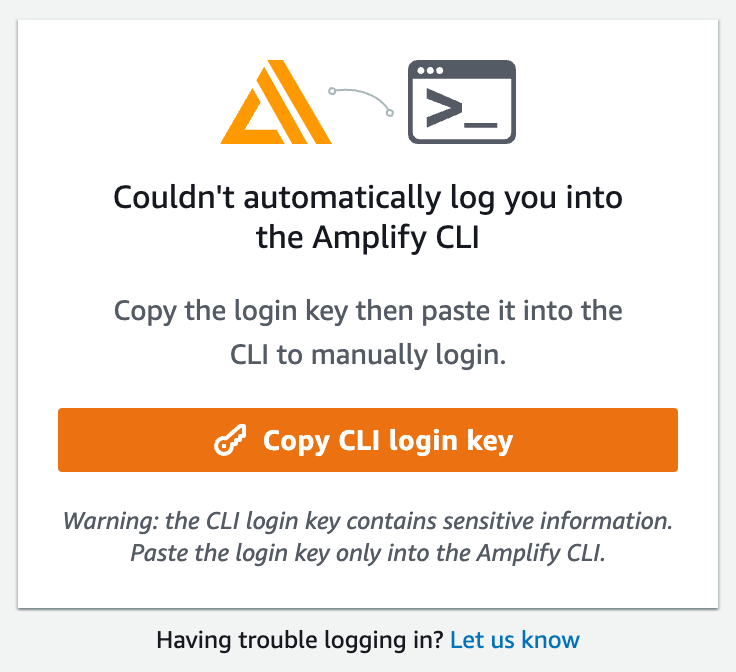 Couldn't automatically log you into
the Amplify CLI
Copy the login key then paste it into the
CLI to manually login.
Copy CLI login key
Warning: the CLI login key contains sensitive information.
Paste the login key only into the Amplify CLI.
Having trouble logging in? Let us know